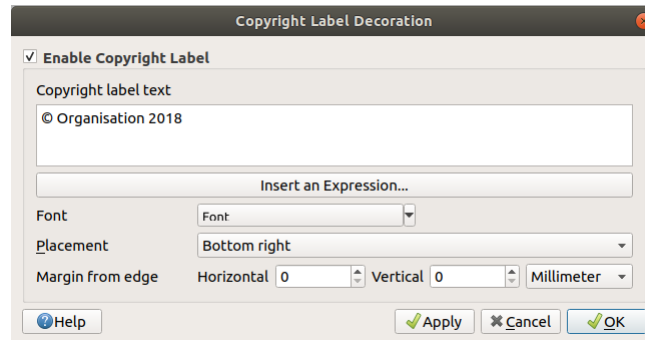 Copyright Label Decoration
Enable Copyright Label
Copyright label text
© Organisation 2018
Insert an Expression...
Font Font
Placement Bottom right
Margin from edge Horizontal 0 Vertical 0 Millimeter
Help Apply Cancel OK